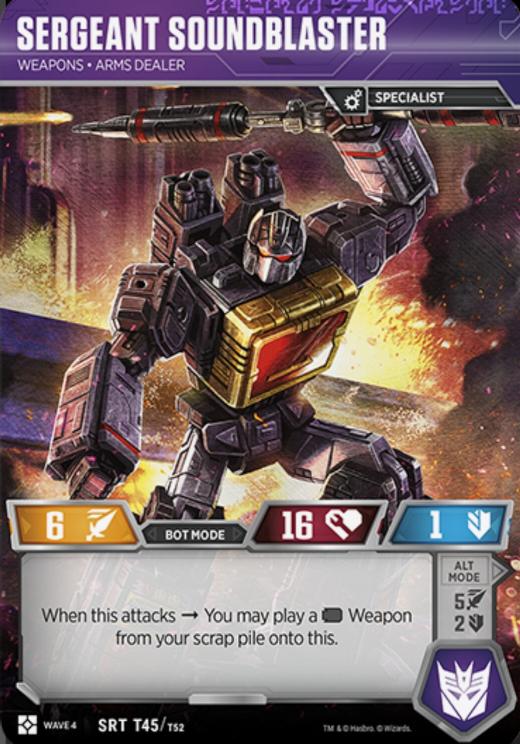 SERGEANT SOUNDBLASTER
WEAPONS • ARMS DEALER
SPECIALIST
6
BOT MODE
16
1
When this attacks → You may play a Weapon
from your scrap pile onto this.
ALT
MODE
5
2
WAVE 4 SRT T45/T52
TM & © Hasbro. © Wizards.